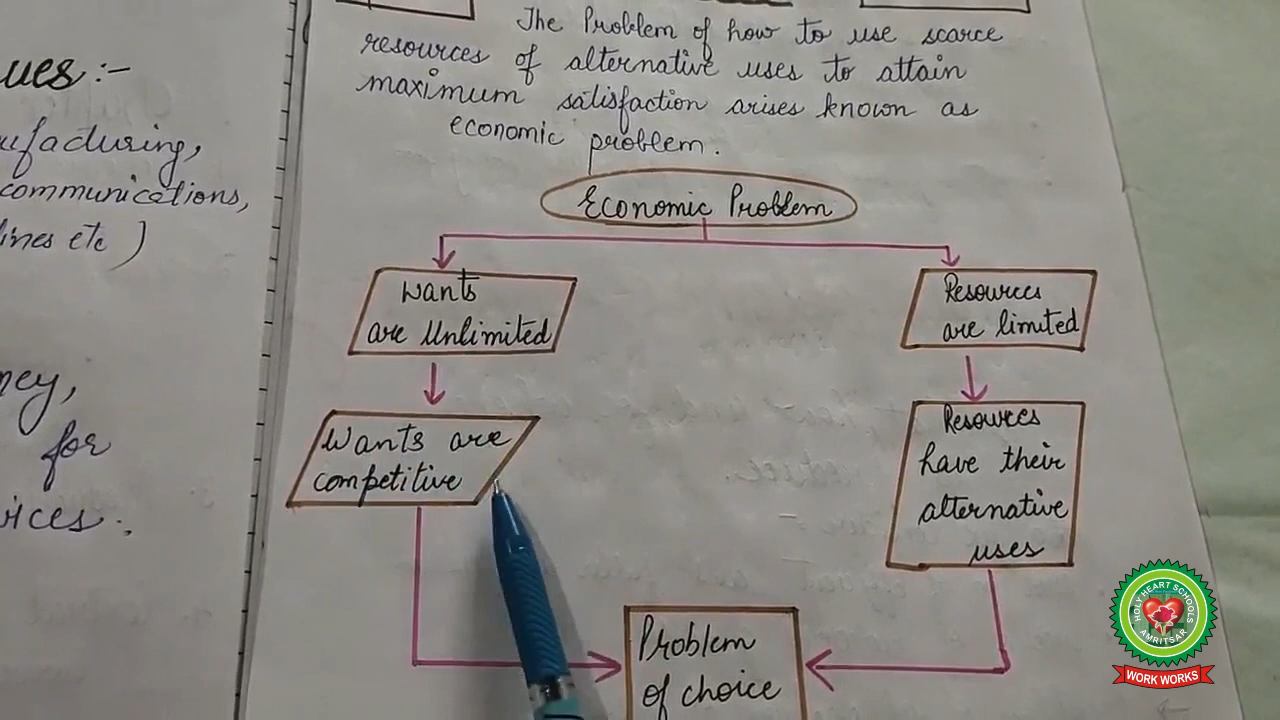 ues :-
ufacturing,
communications,
lines etc )
ney,
for
ices.
The Problem of how to use scarce
resources of alternative uses to attain
maximum satisfaction arises known as
economic problem.
Economic Problem
Wants
are Unlimited
Resources
are limited
Wants are
competitive
Resources
have their
alternative
uses
Problem
of choice
HOLY HEART SCHOOLS
AMRITSAR
WORK WORKS